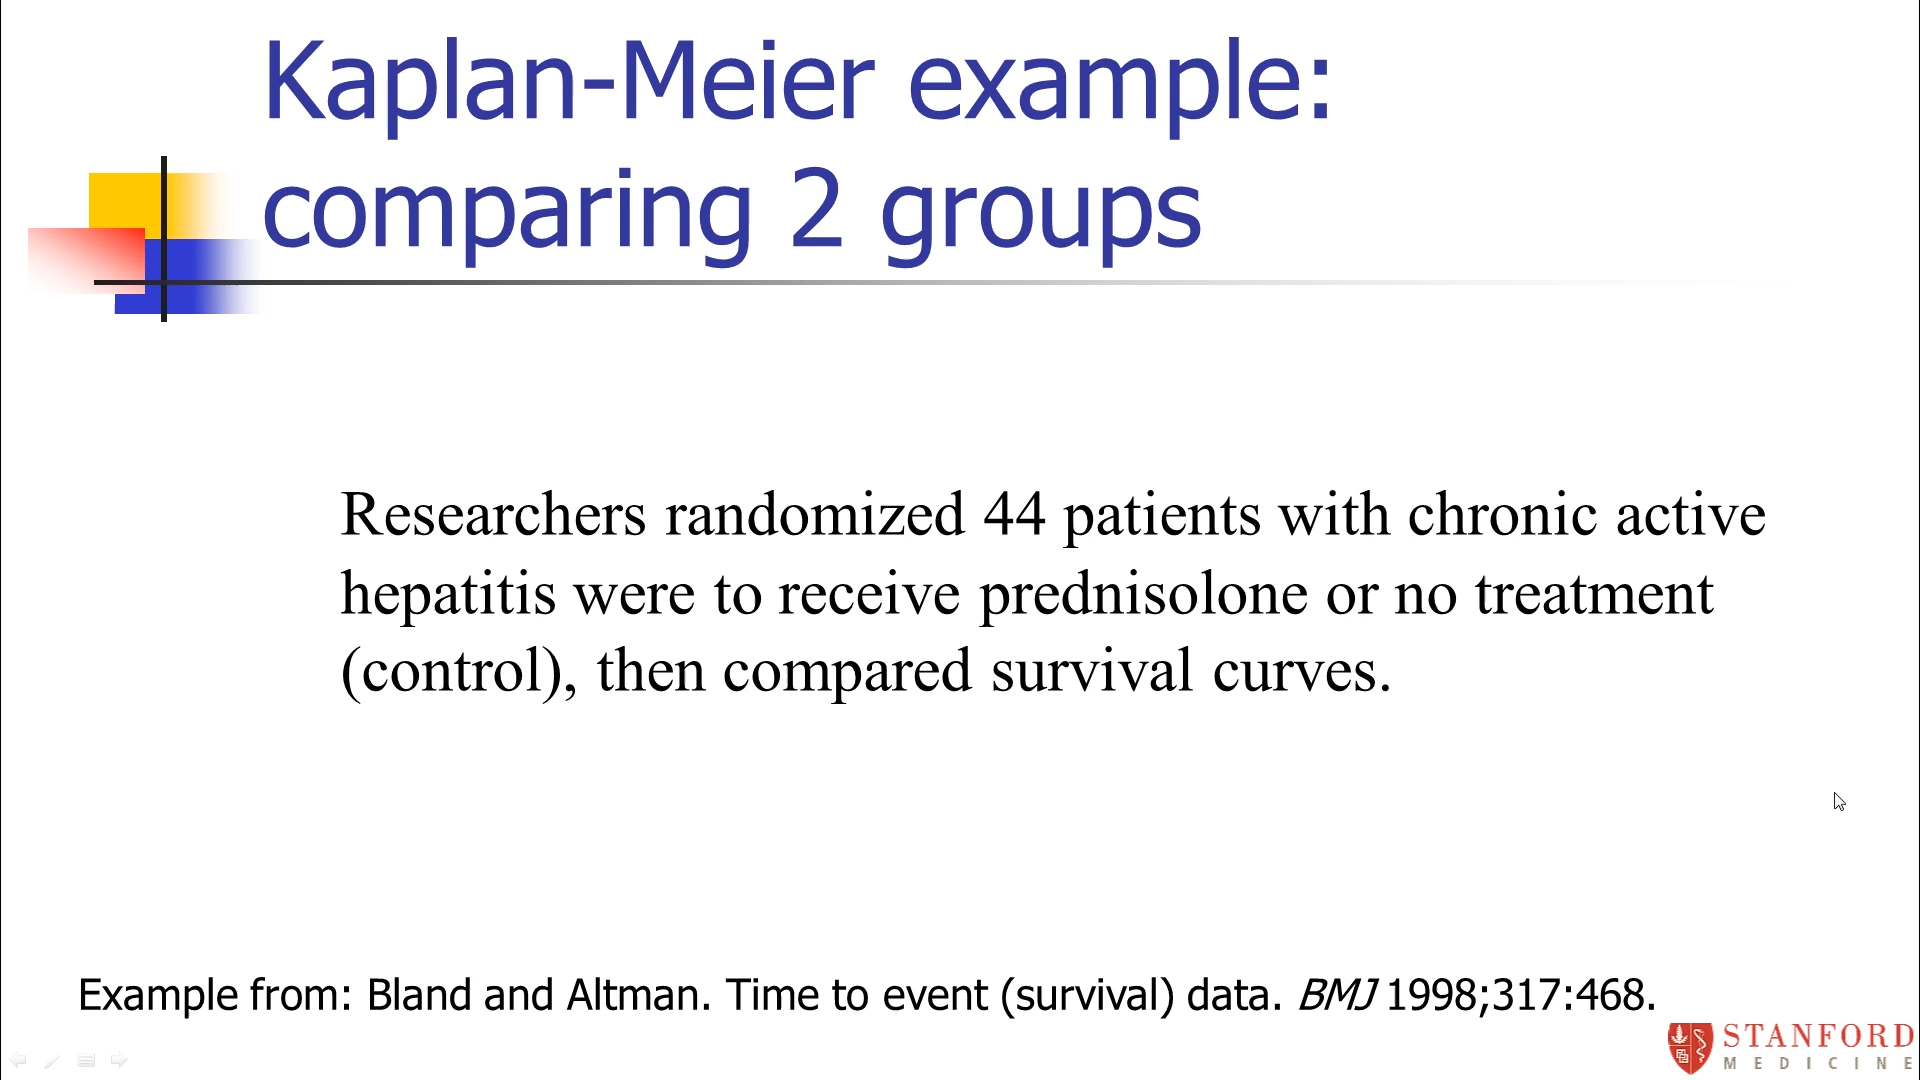 Kaplan-Meier example:
comparing 2 groups
Researchers randomized 44 patients with chronic active
hepatitis were to receive prednisolone or no treatment
(control), then compared survival curves.
Example from: Bland and Altman. Time to event (survival) data. BMJ 1998;317:468.
STANFORD
MEDICINE